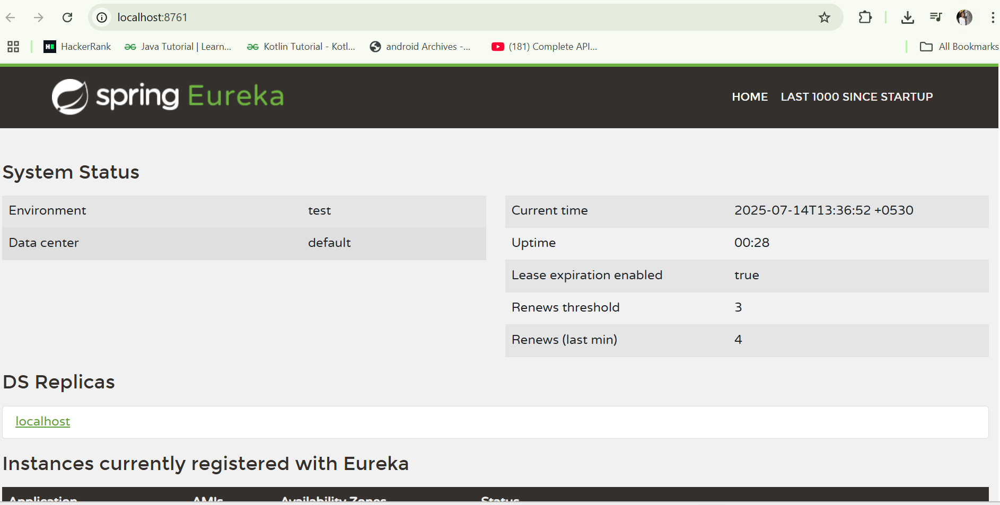 localhost:8761
HackerRank
Java Tutorial | Learn...
Kotlin Tutorial - Kotl...
android Archives -...
(181) Complete API...
All Bookmarks
spring Eureka
HOME
LAST 1000 SINCE STARTUP
System Status
Environment test
Data center default
Current time 2025-07-14T13:36:52 +0530
Uptime 00:28
Lease expiration enabled true
Renews threshold 3
Renews (last min) 4
DS Replicas
localhost
Instances currently registered with Eureka
Application AMIs Availability Zones Status